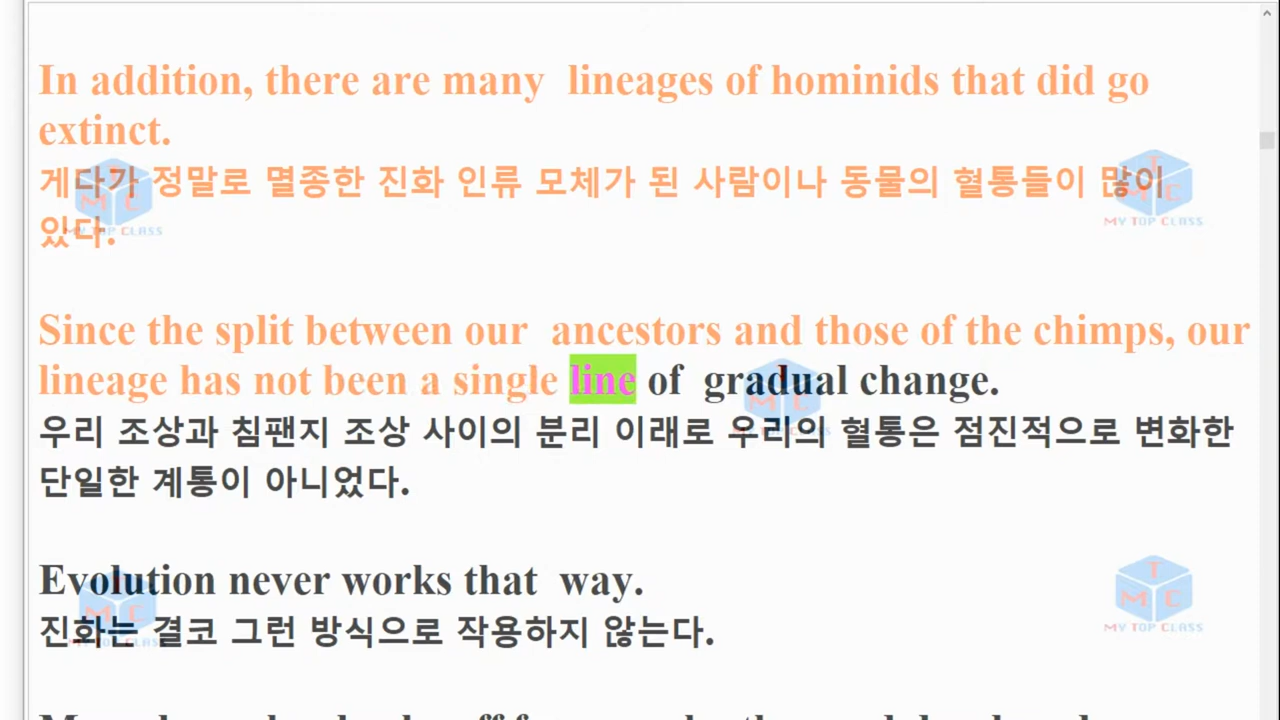 In addition, there are many lineages of hominids that did go
extinct.
게다가 정말로 멸종한 진화 인류 모체가 된 사람이나 동물의 혈통들이 많이
있다.
Since the split between our ancestors and those of the chimps, our
lineage has not been a single line of gradual change.
우리 조상과 침팬지 조상 사이의 분리 이래로 우리의 혈통은 점진적으로 변화한
단일한 계통이 아니었다.
Evolution never works that way.
진화는 결코 그런 방식으로 작용하지 않는다.
T M C
MY TOP CLASS
T M C
MY TOP CLASS